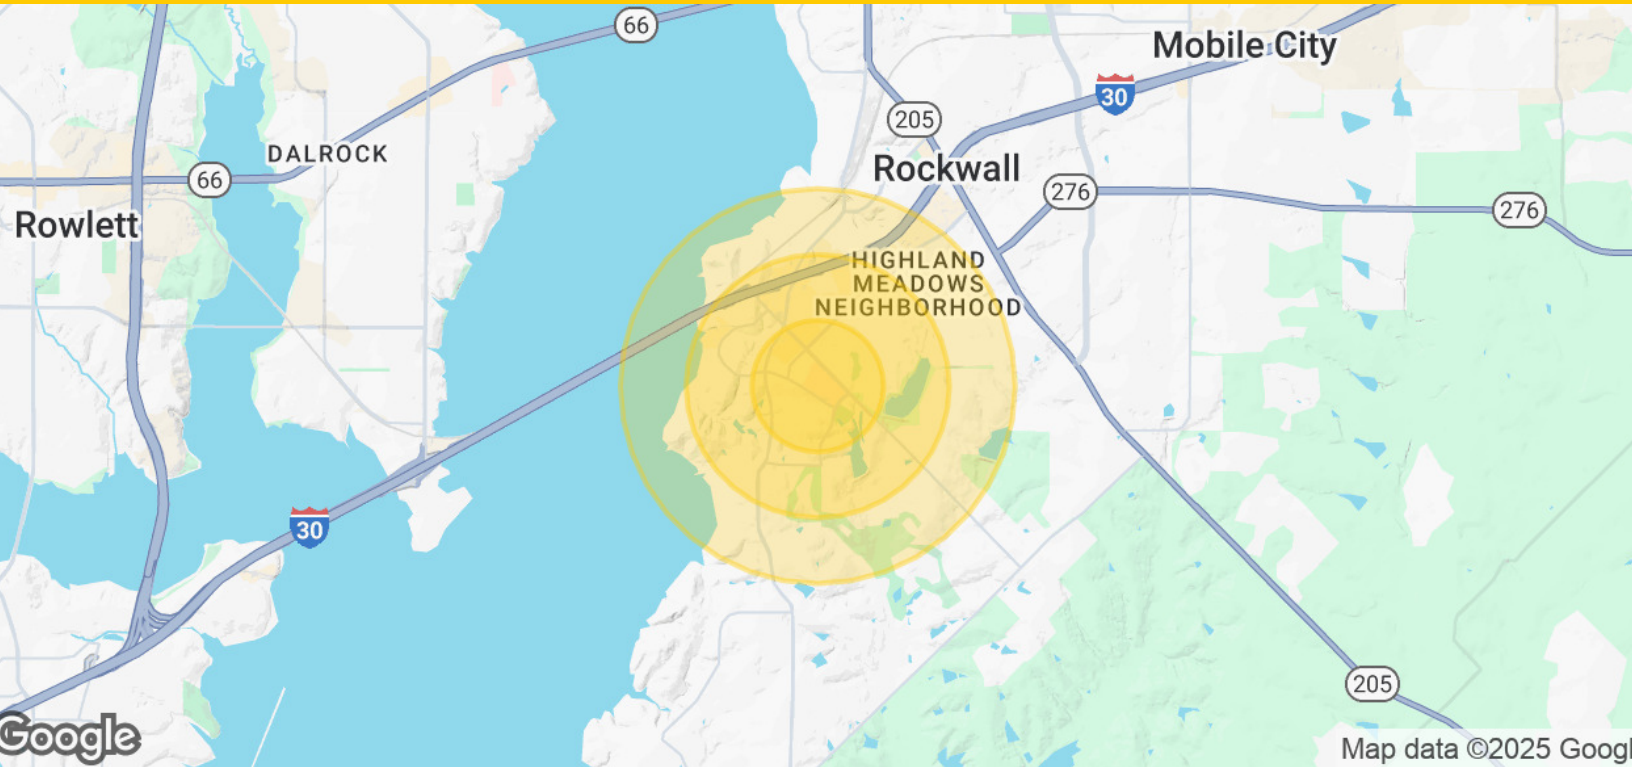 66
Mobile City
30
205
DALROCK
Rockwall
66
276
276
Rowlett
HIGHLAND
MEADOWS
NEIGHBORHOOD
30
205
Google
Map data ©2025 Googl